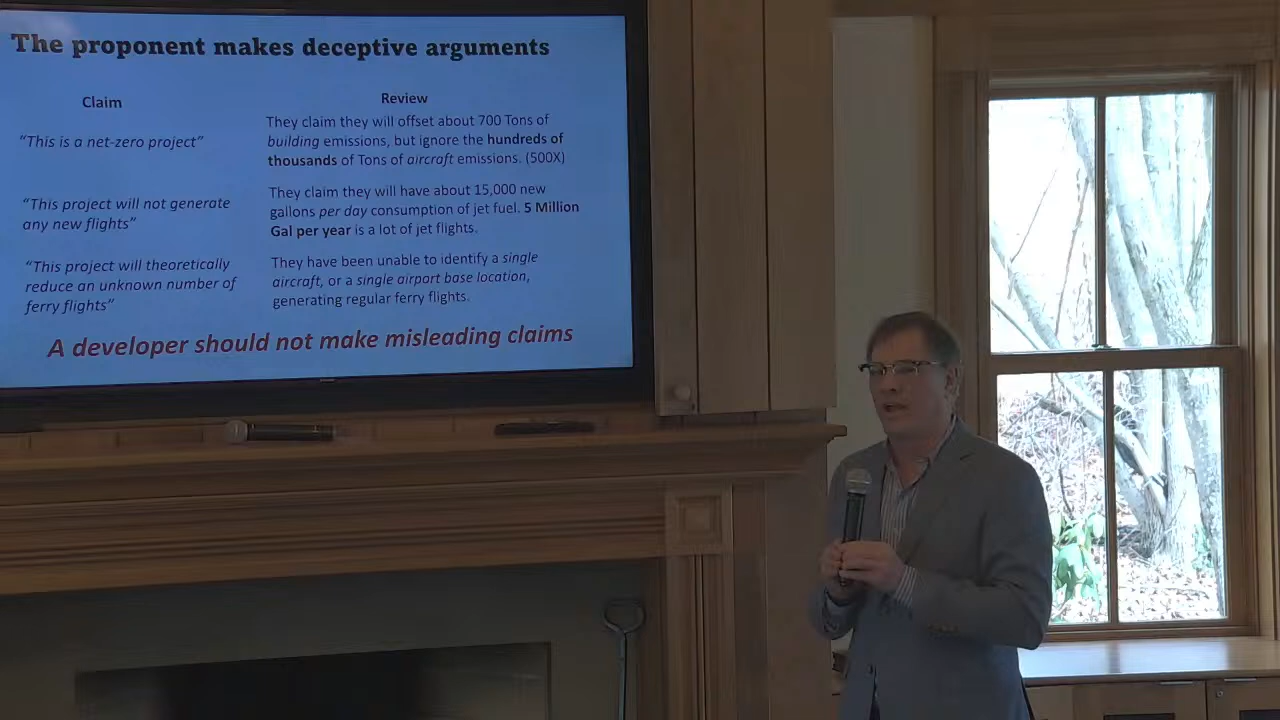 The proponent makes deceptive arguments
Claim
Review
"This is a net-zero project"
They claim they will offset about 700 Tons of
building emissions, but ignore the hundreds of
thousands of Tons of aircraft emissions. (500X)
"This project will not generate
any new flights"
They claim they will have about 15,000 new
gallons per day consumption of jet fuel. 5 Million
Gal per year is a lot of jet flights.
"This project will theoretically
reduce an unknown number of
ferry flights"
They have been unable to identify a single
aircraft, or a single airport base location,
generating regular ferry flights.
A developer should not make misleading claims